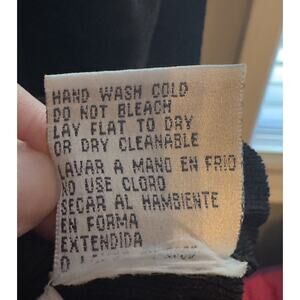 HAND WASH COLD
DO NOT BLEACH
LAY FLAT TO DRY
OR DRY CLEANABLE
LAVAR A MANO EN FRIO
NO USE CLORO
SECAR AL HAMBIENTE
EN FORMA
EXTENDIDA
O